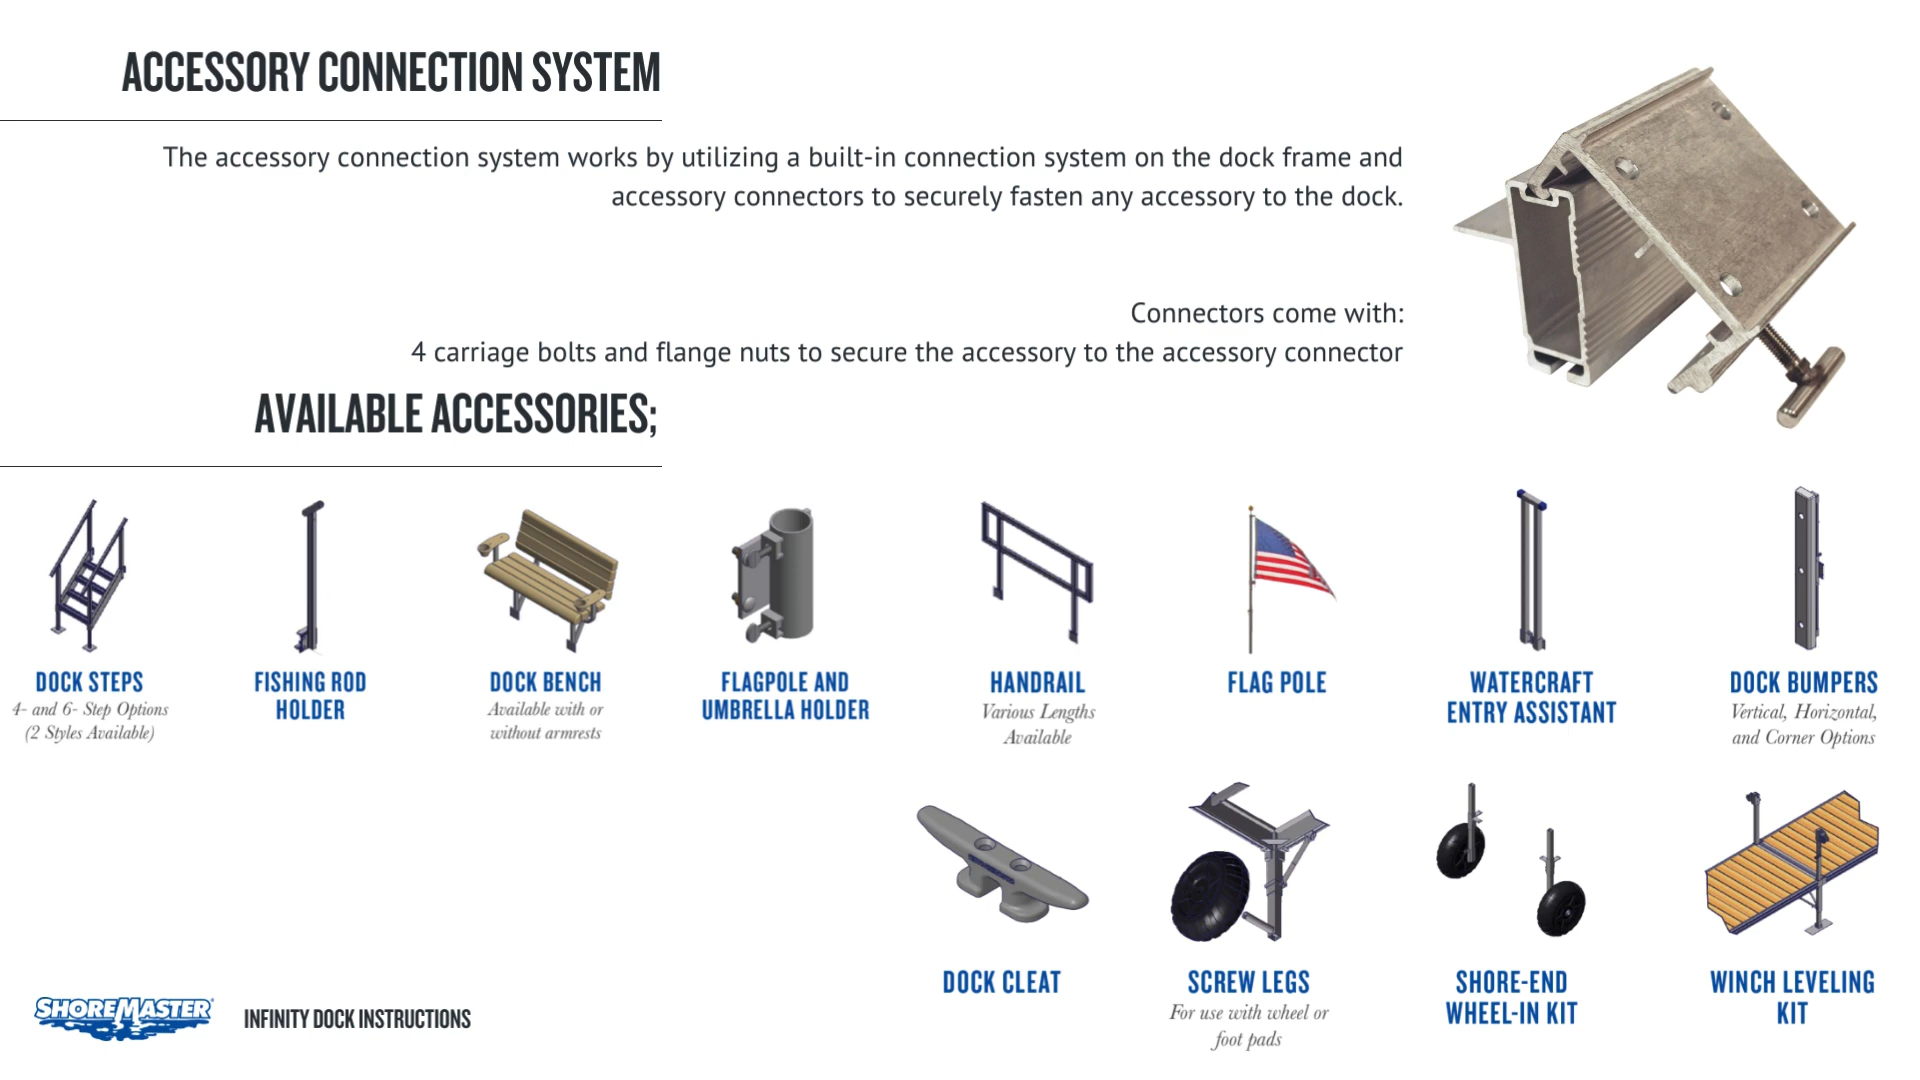 ACCESSORY CONNECTION SYSTEM
The accessory connection system works by utilizing a built-in connection system on the dock frame and
accessory connectors to securely fasten any accessory to the dock.
Connectors come with:
4 carriage bolts and flange nuts to secure the accessory to the accessory connector
AVAILABLE ACCESSORIES;
DOCK STEPS
4- and 6- Step Options
(2 Styles Available)
FISHING ROD
HOLDER
DOCK BENCH
Available with or
without armrests
FLAGPOLE AND
UMBRELLA HOLDER
HANDRAIL
Various Lengths
Available
FLAG POLE
WATERCRAFT
ENTRY ASSISTANT
DOCK BUMPERS
Vertical, Horizontal,
and Corner Options
DOCK CLEAT
SCREW LEGS
For use with wheel or
foot pads
SHORE-END
WHEEL-IN KIT
WINCH LEVELING
KIT
SHOREMASTER®
INFINITY DOCK INSTRUCTIONS